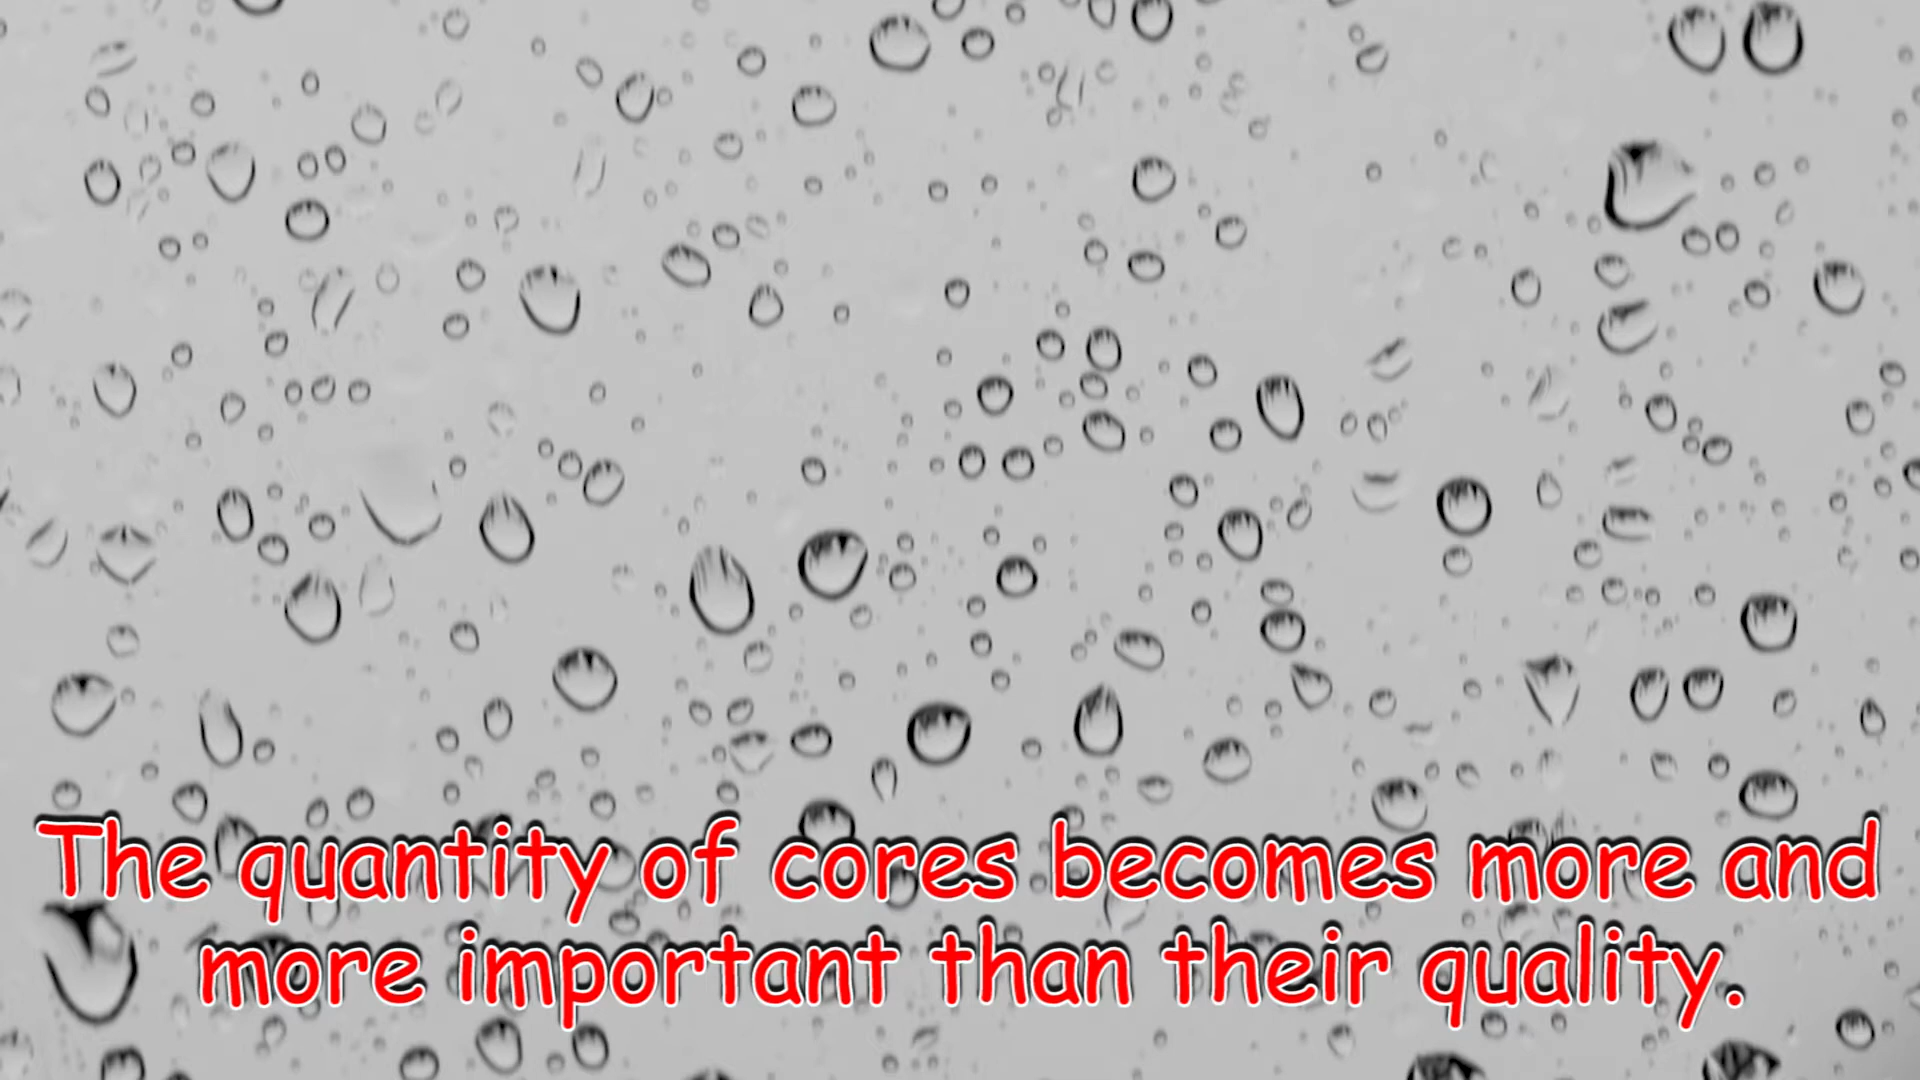 The quantity of cores becomes more and
more important than their quality.